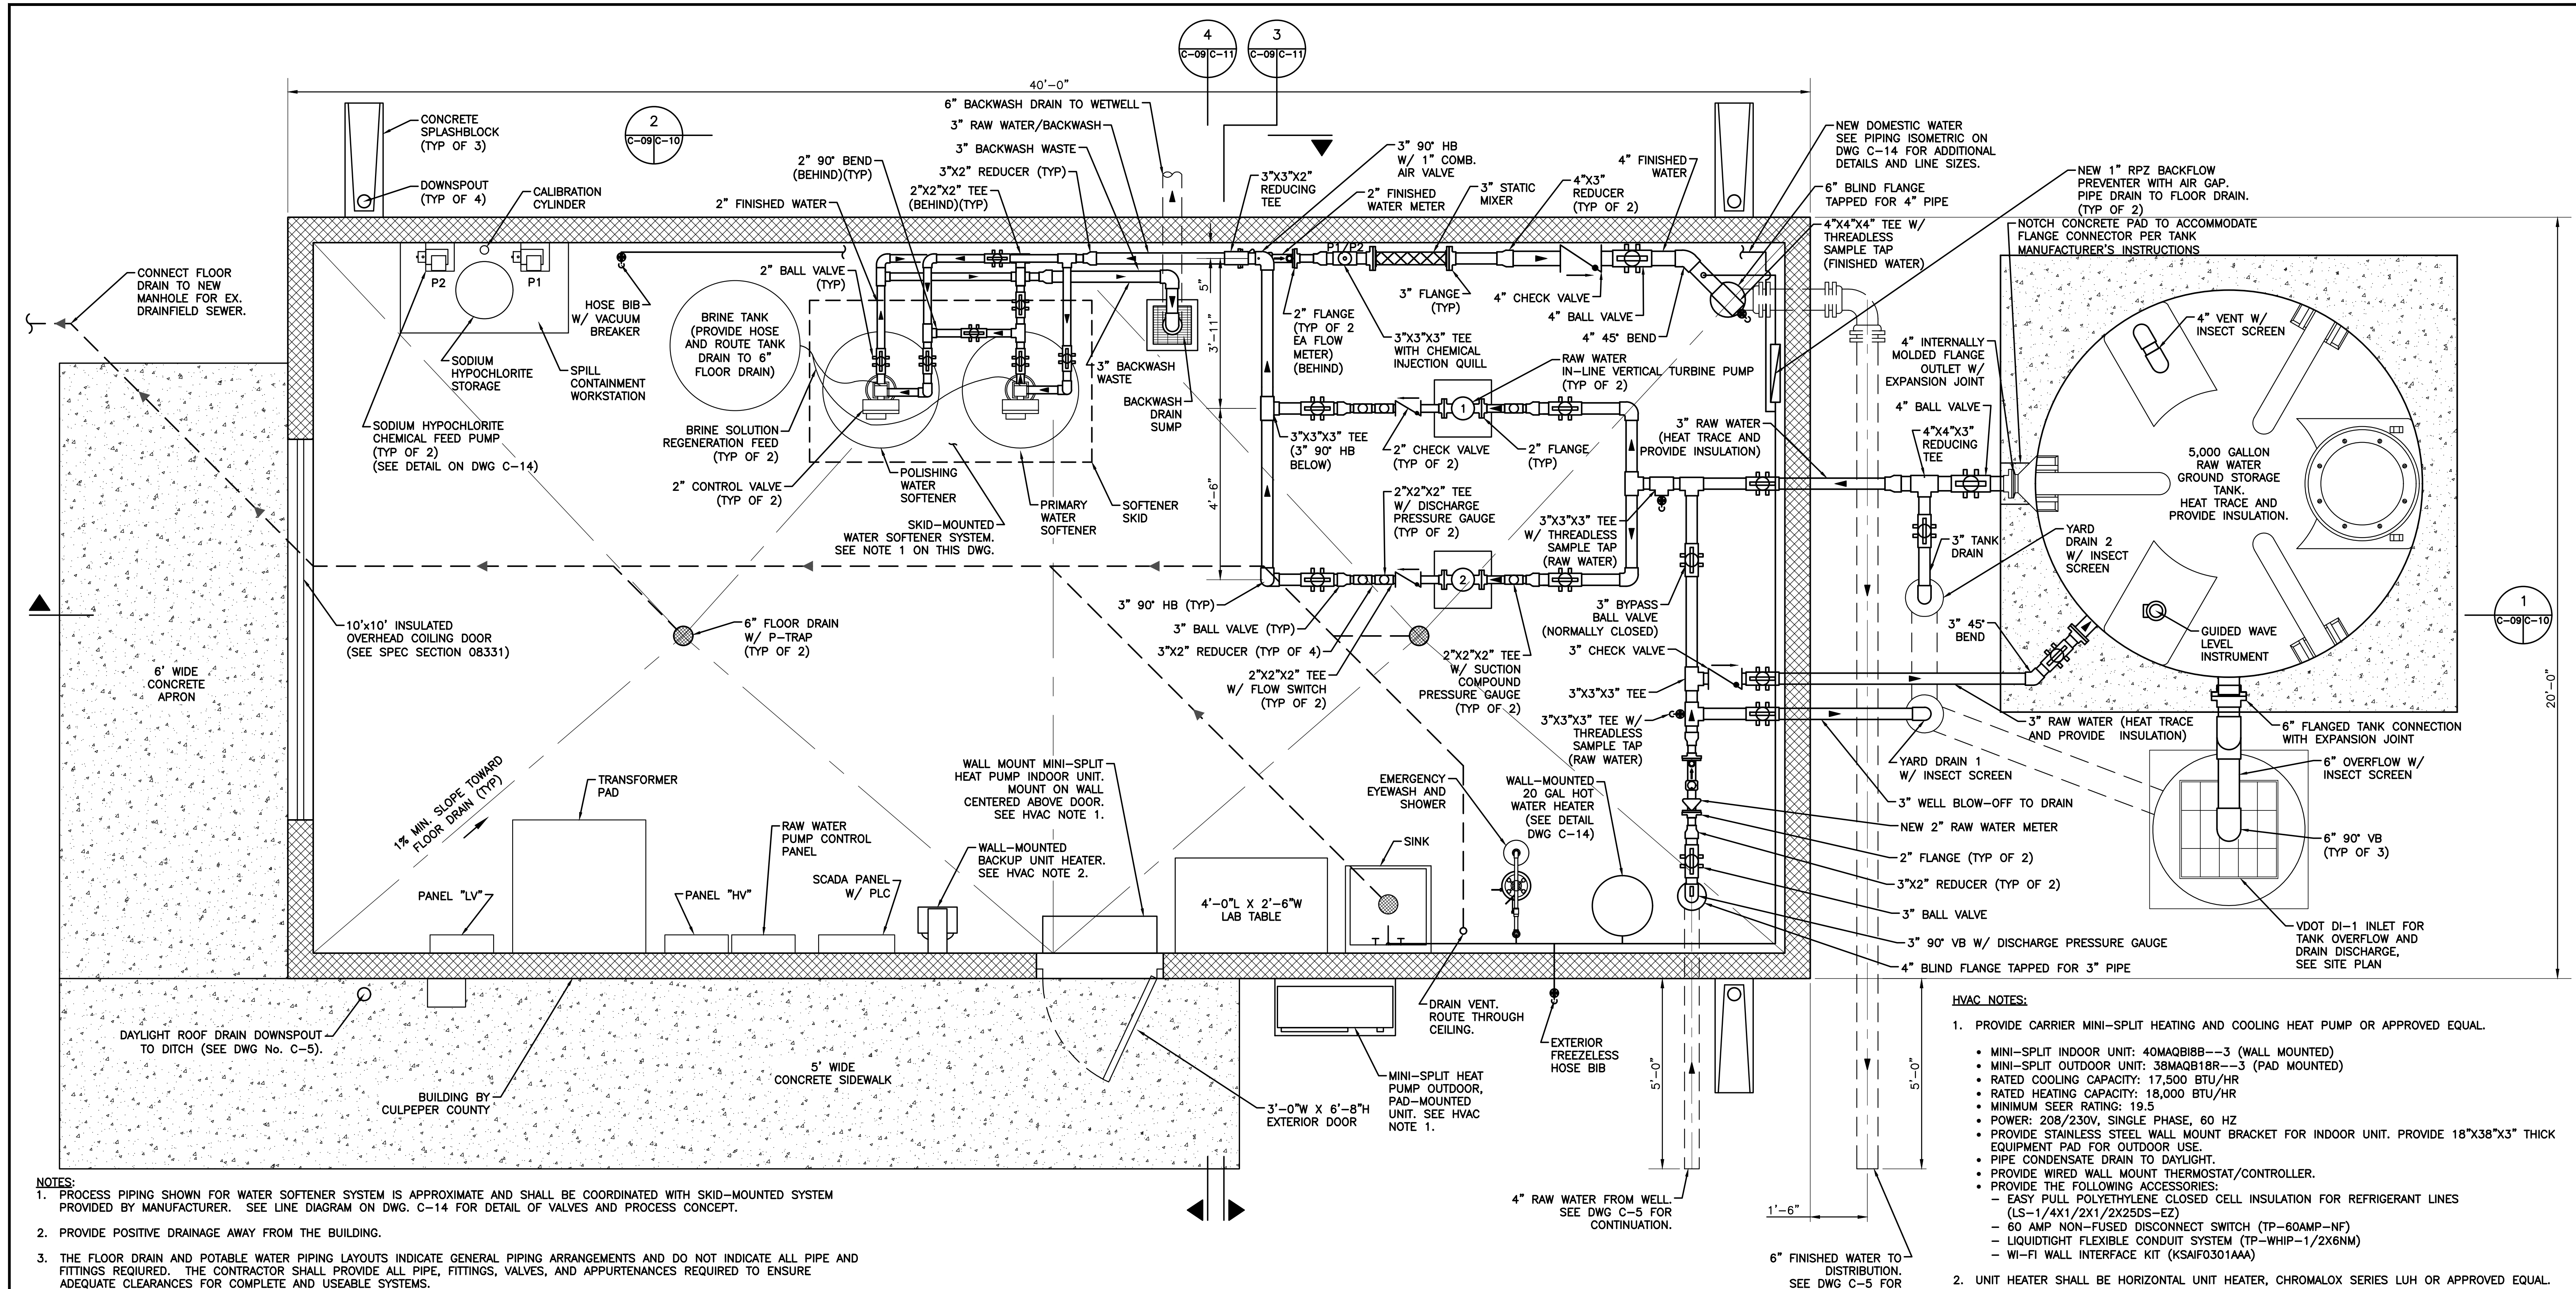 4
C-09 C-11
3
C-09 C-11
40'-0"
2
C-09 C-10
CONCRETE
SPLASHBLOCK
(TYP OF 3)
DOWNSPOUT
(TYP OF 4)
CALIBRATION
CYLINDER
6" BACKWASH DRAIN TO WETWELL
3" RAW WATER/BACKWASH
3" BACKWASH WASTE
2" 90° BEND
(BEHIND)(TYP)
3"X2" REDUCER (TYP)
2"X2"X2" TEE
(BEHIND)(TYP)
2" FINISHED WATER
3"X3"X2"
REDUCING
TEE
3" 90° HB
W/ 1" COMB.
AIR VALVE
2" FINISHED
WATER METER
3" STATIC
MIXER
4"X3"
REDUCER
(TYP OF 2)
4" FINISHED
WATER
NEW DOMESTIC WATER
SEE PIPING ISOMETRIC ON
DWG C-14 FOR ADDITIONAL
DETAILS AND LINE SIZES.
6" BLIND FLANGE
TAPPED FOR 4" PIPE
4"X4"X4" TEE W/
THREADLESS
SAMPLE TAP
(FINISHED WATER)
NEW 1" RPZ BACKFLOW
PREVENTER WITH AIR GAP.
PIPE DRAIN TO FLOOR DRAIN.
(TYP OF 2)
NOTCH CONCRETE PAD TO ACCOMMODATE
FLANGE CONNECTOR PER TANK
MANUFACTURER'S INSTRUCTIONS
CONNECT FLOOR
DRAIN TO NEW
MANHOLE FOR EX.
DRAINFIELD SEWER.
P2
P1
HOSE BIB
W/ VACUUM
BREAKER
2" BALL VALVE
(TYP)
BRINE TANK
(PROVIDE HOSE
AND ROUTE TANK
DRAIN TO 6"
FLOOR DRAIN)
5"
3'-11"
P1/P2
2" FLANGE
(TYP OF 2
EA FLOW
METER)
(BEHIND)
3"X3"X3" TEE
WITH CHEMICAL
INJECTION QUILL
3" FLANGE
(TYP)
4" CHECK VALVE
4" BALL VALVE
4" 45° BEND
RAW WATER
IN-LINE VERTICAL TURBINE PUMP
(TYP OF 2)
4" VENT W/
INSECT SCREEN
4" INTERNALLY
MOLDED FLANGE
OUTLET W/
EXPANSION JOINT
4" BALL VALVE
4"X4"X3"
REDUCING
TEE
SODIUM
HYPOCHLORITE
STORAGE
SPILL
CONTAINMENT
WORKSTATION
SODIUM HYPOCHLORITE
CHEMICAL FEED PUMP
(TYP OF 2)
(SEE DETAIL ON DWG C-14)
BRINE SOLUTION
REGENERATION FEED
(TYP OF 2)
2" CONTROL VALVE
(TYP OF 2)
POLISHING
WATER
SOFTENER
SKID-MOUNTED
WATER SOFTENER SYSTEM.
SEE NOTE 1 ON THIS DWG.
PRIMARY
WATER
SOFTENER
SOFTENER
SKID
3" BACKWASH
WASTE
BACKWASH
DRAIN
SUMP
1
3"X3"X3" TEE
(3" 90° HB
BELOW)
2" CHECK VALVE
(TYP OF 2)
2" FLANGE
(TYP)
3" RAW WATER
(HEAT TRACE AND
PROVIDE INSULATION)
4'-6"
2"X2"X2" TEE
W/ DISCHARGE
PRESSURE GAUGE
(TYP OF 2)
3"X3"X3" TEE
W/ THREADLESS
SAMPLE TAP
(RAW WATER)
5,000 GALLON
RAW WATER
GROUND STORAGE
TANK.
HEAT TRACE AND
PROVIDE INSULATION.
3" TANK
DRAIN
YARD
DRAIN 2
W/ INSECT
SCREEN
2
3" 90° HB (TYP)
3" BALL VALVE (TYP)
3"X2" REDUCER (TYP OF 4)
2"X2"X2" TEE
W/ FLOW SWITCH
(TYP OF 2)
2"X2"X2" TEE
W/ SUCTION
COMPOUND
PRESSURE GAUGE
(TYP OF 2)
3" BYPASS
BALL VALVE
(NORMALLY CLOSED)
3" CHECK VALVE
3"X3"X3" TEE
3"X3"X3" TEE W/
THREADLESS
SAMPLE TAP
(RAW WATER)
3" 45°
BEND
GUIDED WAVE
LEVEL
INSTRUMENT
1
C-09 C-10
20'-0"
10'x10' INSULATED
OVERHEAD COILING DOOR
(SEE SPEC SECTION 08331)
6' WIDE
CONCRETE
APRON
6" FLOOR DRAIN
W/ P-TRAP
(TYP OF 2)
3" RAW WATER (HEAT TRACE
AND PROVIDE INSULATION)
6" FLANGED TANK CONNECTION
WITH EXPANSION JOINT
YARD DRAIN 1
W/ INSECT SCREEN
6" OVERFLOW W/
INSECT SCREEN
1% MIN. SLOPE TOWARD
FLOOR DRAIN (TYP)
TRANSFORMER
PAD
WALL MOUNT MINI-SPLIT
HEAT PUMP INDOOR UNIT.
MOUNT ON WALL
CENTERED ABOVE DOOR.
SEE HVAC NOTE 1.
EMERGENCY
EYEWASH AND
SHOWER
WALL-MOUNTED
20 GAL HOT
WATER HEATER
(SEE DETAIL
DWG C-14)
3" WELL BLOW-OFF TO DRAIN
NEW 2" RAW WATER METER
2" FLANGE (TYP OF 2)
3"X2" REDUCER (TYP OF 2)
3" BALL VALVE
3" 90° VB W/ DISCHARGE PRESSURE GAUGE
4" BLIND FLANGE TAPPED FOR 3" PIPE
6" 90° VB
(TYP OF 3)
VDOT DI-1 INLET FOR
TANK OVERFLOW AND
DRAIN DISCHARGE,
SEE SITE PLAN
PANEL "LV"
PANEL "HV"
RAW WATER
PUMP CONTROL
PANEL
SCADA PANEL
W/ PLC
WALL-MOUNTED
BACKUP UNIT HEATER.
SEE HVAC NOTE 2.
4'-0"L X 2'-6"W
LAB TABLE
SINK
DAYLIGHT ROOF DRAIN DOWNSPOUT
TO DITCH (SEE DWG No. C-5).
BUILDING BY
CULPEPER COUNTY
5' WIDE
CONCRETE SIDEWALK
3'-0"W X 6'-8"H
EXTERIOR DOOR
DRAIN VENT.
ROUTE THROUGH
CEILING.
MINI-SPLIT HEAT
PUMP OUTDOOR,
PAD-MOUNTED
UNIT. SEE HVAC
NOTE 1.
EXTERIOR
FREEZELESS
HOSE BIB
5'-0"
5'-0"
1'-6"
4" RAW WATER FROM WELL.
SEE DWG C-5 FOR
CONTINUATION.
6" FINISHED WATER TO
DISTRIBUTION.
SEE DWG C-5 FOR
NOTES:
1. PROCESS PIPING SHOWN FOR WATER SOFTENER SYSTEM IS APPROXIMATE AND SHALL BE COORDINATED WITH SKID-MOUNTED SYSTEM
PROVIDED BY MANUFACTURER. SEE LINE DIAGRAM ON DWG. C-14 FOR DETAIL OF VALVES AND PROCESS CONCEPT.
2. PROVIDE POSITIVE DRAINAGE AWAY FROM THE BUILDING.
3. THE FLOOR DRAIN AND POTABLE WATER PIPING LAYOUTS INDICATE GENERAL PIPING ARRANGEMENTS AND DO NOT INDICATE ALL PIPE AND
FITTINGS REQIURED. THE CONTRACTOR SHALL PROVIDE ALL PIPE, FITTINGS, VALVES, AND APPURTENANCES REQUIRED TO ENSURE
ADEQUATE CLEARANCES FOR COMPLETE AND USEABLE SYSTEMS.
HVAC NOTES:
1. PROVIDE CARRIER MINI-SPLIT HEATING AND COOLING HEAT PUMP OR APPROVED EQUAL.
• MINI-SPLIT INDOOR UNIT: 40MAQBI8B--3 (WALL MOUNTED)
• MINI-SPLIT OUTDOOR UNIT: 38MAQB18R--3 (PAD MOUNTED)
• RATED COOLING CAPACITY: 17,500 BTU/HR
• RATED HEATING CAPACITY: 18,000 BTU/HR
• MINIMUM SEER RATING: 19.5
• POWER: 208/230V, SINGLE PHASE, 60 HZ
• PROVIDE STAINLESS STEEL WALL MOUNT BRACKET FOR INDOOR UNIT. PROVIDE 18"X38"X3" THICK
EQUIPMENT PAD FOR OUTDOOR USE.
• PIPE CONDENSATE DRAIN TO DAYLIGHT.
• PROVIDE WIRED WALL MOUNT THERMOSTAT/CONTROLLER.
• PROVIDE THE FOLLOWING ACCESSORIES:
– EASY PULL POLYETHYLENE CLOSED CELL INSULATION FOR REFRIGERANT LINES
(LS-1/4X1/2X1/2X25DS-EZ)
– 60 AMP NON-FUSED DISCONNECT SWITCH (TP-60AMP-NF)
– LIQUIDTIGHT FLEXIBLE CONDUIT SYSTEM (TP-WHIP-1/2X6NM)
– WI-FI WALL INTERFACE KIT (KSAIF0301AAA)
2. UNIT HEATER SHALL BE HORIZONTAL UNIT HEATER, CHROMALOX SERIES LUH OR APPROVED EQUAL.